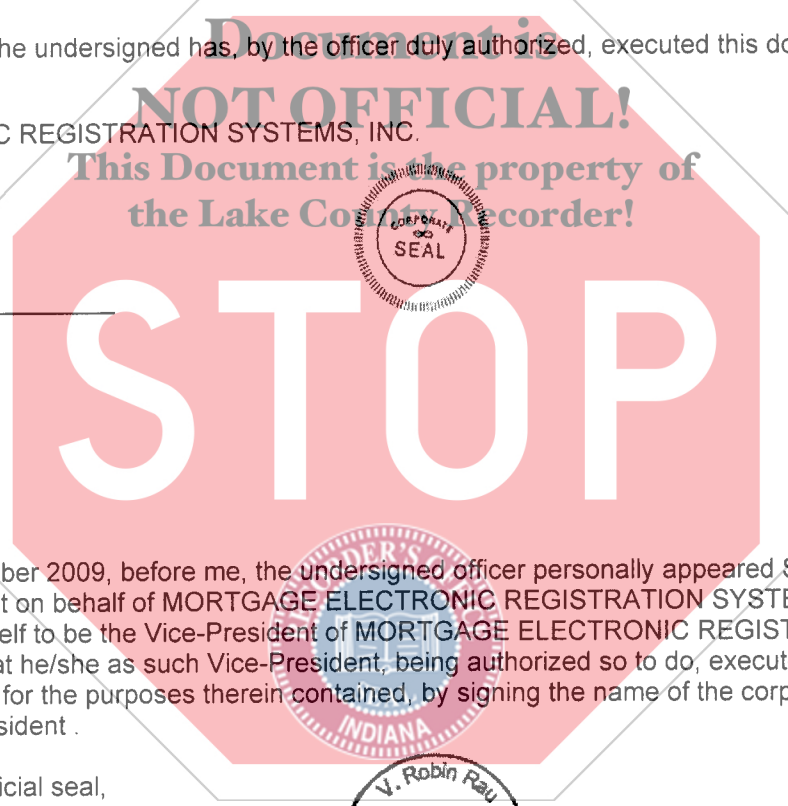 Document is
he undersigned has, by the officer duly authorized, executed this do
NOT OFFICIAL!
C REGISTRATION SYSTEMS, INC.
This Document is the property of
the Lake County Recorder!
CORPORATE
SEAL
STOP
ber 2009, before me, the undersigned officer personally appeared S
t on behalf of MORTGAGE ELECTRONIC REGISTRATION SYSTE
elf to be the Vice-President of MORTGAGE ELECTRONIC REGIST
at he/she as such Vice-President, being authorized so to do, execut
for the purposes therein contained, by signing the name of the corp
sident .
INDIANA
icial seal,
V. Robin Rau